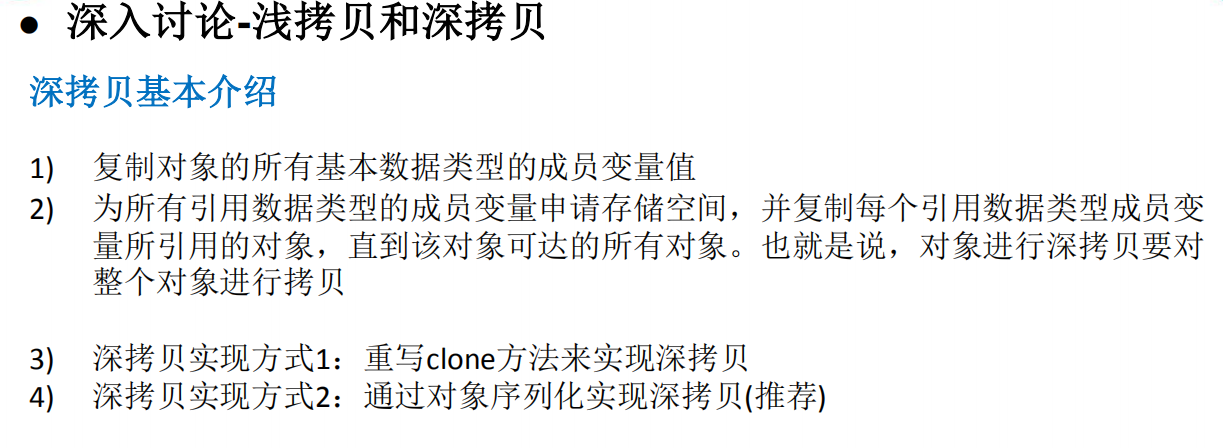 ● 深入讨论-浅拷贝和深拷贝
深拷贝基本介绍
1) 复制对象的所有基本数据类型的成员变量值
2) 为所有引用数据类型的成员变量申请存储空间，并复制每个引用数据类型成员变
量所引用的对象，直到该对象可达的所有对象。也就是说，对象进行深拷贝要对
整个对象进行拷贝
3) 深拷贝实现方式1：重写clone方法来实现深拷贝
4) 深拷贝实现方式2：通过对象序列化实现深拷贝(推荐)